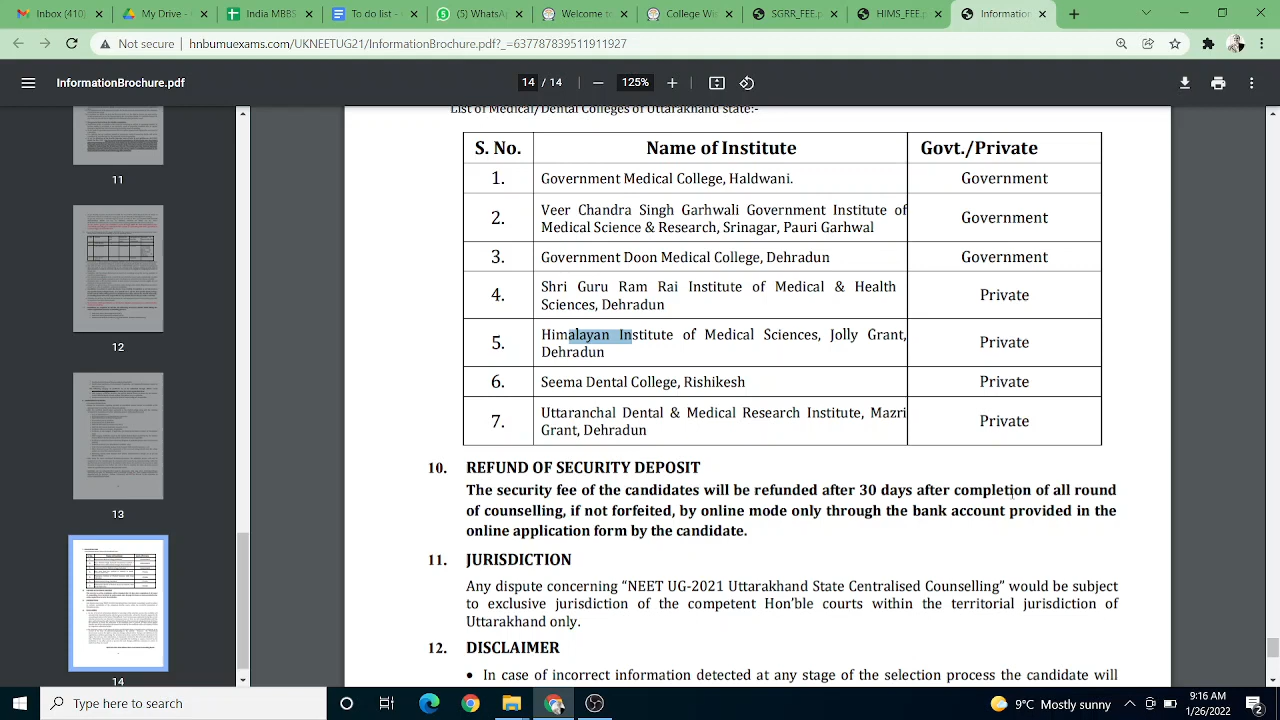 Inbox (410)
My Drive -
India MBBS
To do list -
(5) Whats
Welcome to
College Wi
SGRR_FEE.p
HIMS_FEE.p
Informatio
Not secure | hnbumuexams.com/UKNEETUG21/InformationBrochure.pdf?_=637787839511911927
InformationBrochure.pdf
14 / 14
125%
11
12
13
14
List of Medical/Dental Colleges of Uttarakhand state:-
S. No. Name of Institute Govt./Private
1. Government Medical College, Haldwani. Government
2. Veer Chandra Singh Garhwali Government Institute of
Medical Science & Research, Srinagar, Pauri Garhwal Government
3. Government Doon Medical College, Dehradun Government
4. Shri Guru Ram Rai Institute of Medical & Health
Sciences, Dehradun Private
5. Himalayan Institute of Medical Sciences, Jolly Grant,
Dehradun Private
6. Seema Dental College, Rishikesh Private
7. Uttaranchal Dental & Medical Research Institute, Mazri
Grant, Dehradun Private
10. REFUND OF SECURITY DEPOSIT
The security fee of the candidates will be refunded after 30 days after completion of all round
of counselling, if not forfeited, by online mode only through the bank account provided in the
online application form by the candidate.
11. JURISDICTION
Any dispute concerning “NEET UG-2021 Uttarakhand State Centralised Counselling” would be subject
to exclusive jurisdiction of the competent Hon’ble courts within the territorial jurisdiction of
Uttarakhand only.
12. DISCLAIMER
• In case of incorrect information detected at any stage of the selection process the candidate will
Type here to search
9°C Mostly sunny
9:16 AM
1/26/2022
2